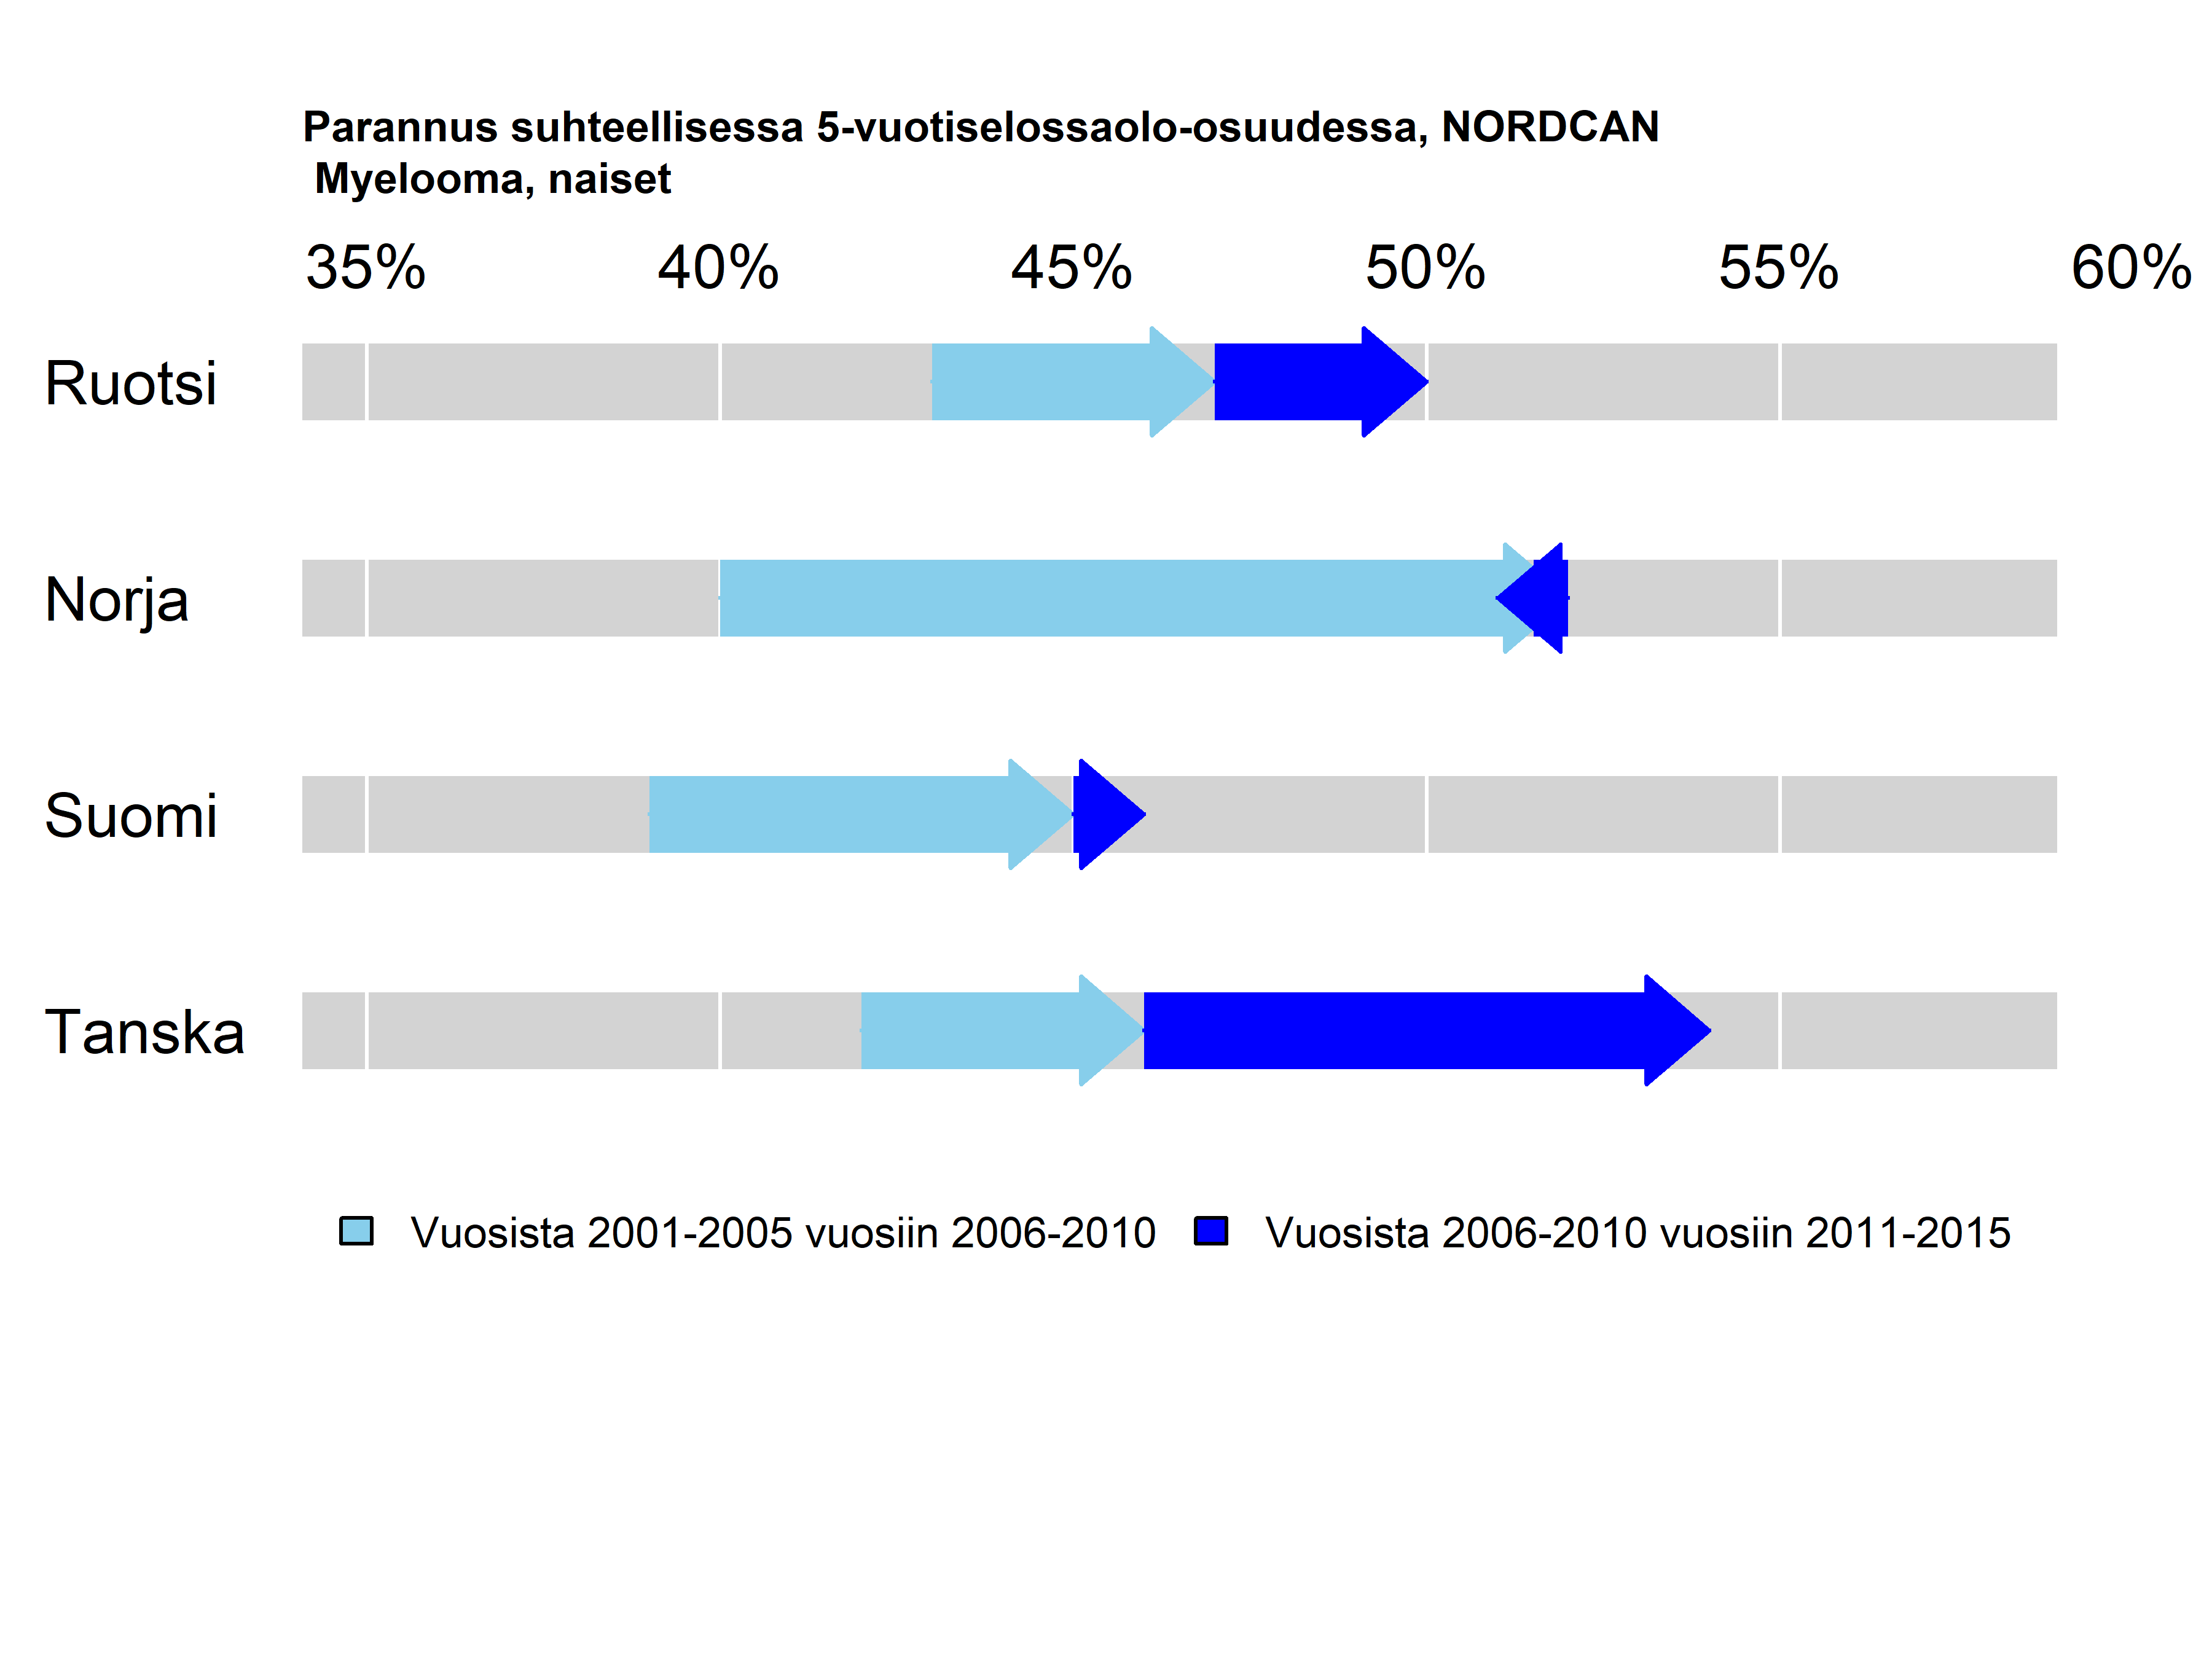 Parannus suhteellisessa 5-vuotiselossaolo-osuudessa, NORDCAN
Myelooma, naiset
35% 40% 45% 50% 55% 60%
Ruotsi
Norja
Suomi
Tanska
Vuosista 2001-2005 vuosiin 2006-2010 Vuosista 2006-2010 vuosiin 2011-2015